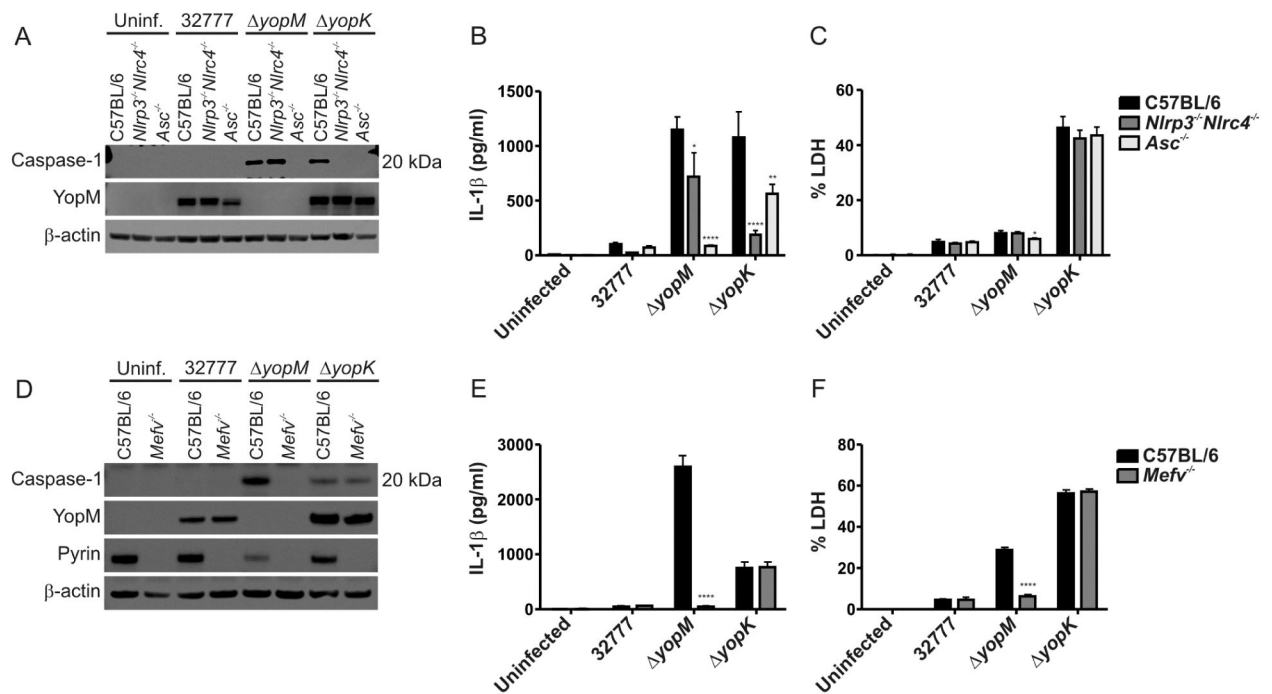 A
Uninf.
32777
ΔyopM
ΔyopK
C57BL/6
Nlrp3-/-Nlrc4-/-
Asc-/-
C57BL/6
Nlrp3-/-Nlrc4-/-
Asc-/-
C57BL/6
Nlrp3-/-Nlrc4-/-
Asc-/-
C57BL/6
Nlrp3-/-Nlrc4-/-
Asc-/-
Caspase-1
20 kDa
YopM
β-actin
B
IL-1β (pg/ml)
1500
1000
500
0
*
****
****
**
Uninfected
32777
ΔyopM
ΔyopK
C
% LDH
60
40
20
0
*
Uninfected
32777
ΔyopM
ΔyopK
C57BL/6
Nlrp3-/-Nlrc4-/-
Asc-/-
D
Uninf.
32777
ΔyopM
ΔyopK
C57BL/6
Mefv-/-
C57BL/6
Mefv-/-
C57BL/6
Mefv-/-
C57BL/6
Mefv-/-
Caspase-1
20 kDa
YopM
Pyrin
β-actin
E
IL-1β (pg/ml)
3000
2000
1000
0
****
Uninfected
32777
ΔyopM
ΔyopK
F
% LDH
80
60
40
20
0
****
Uninfected
32777
ΔyopM
ΔyopK
C57BL/6
Mefv-/-